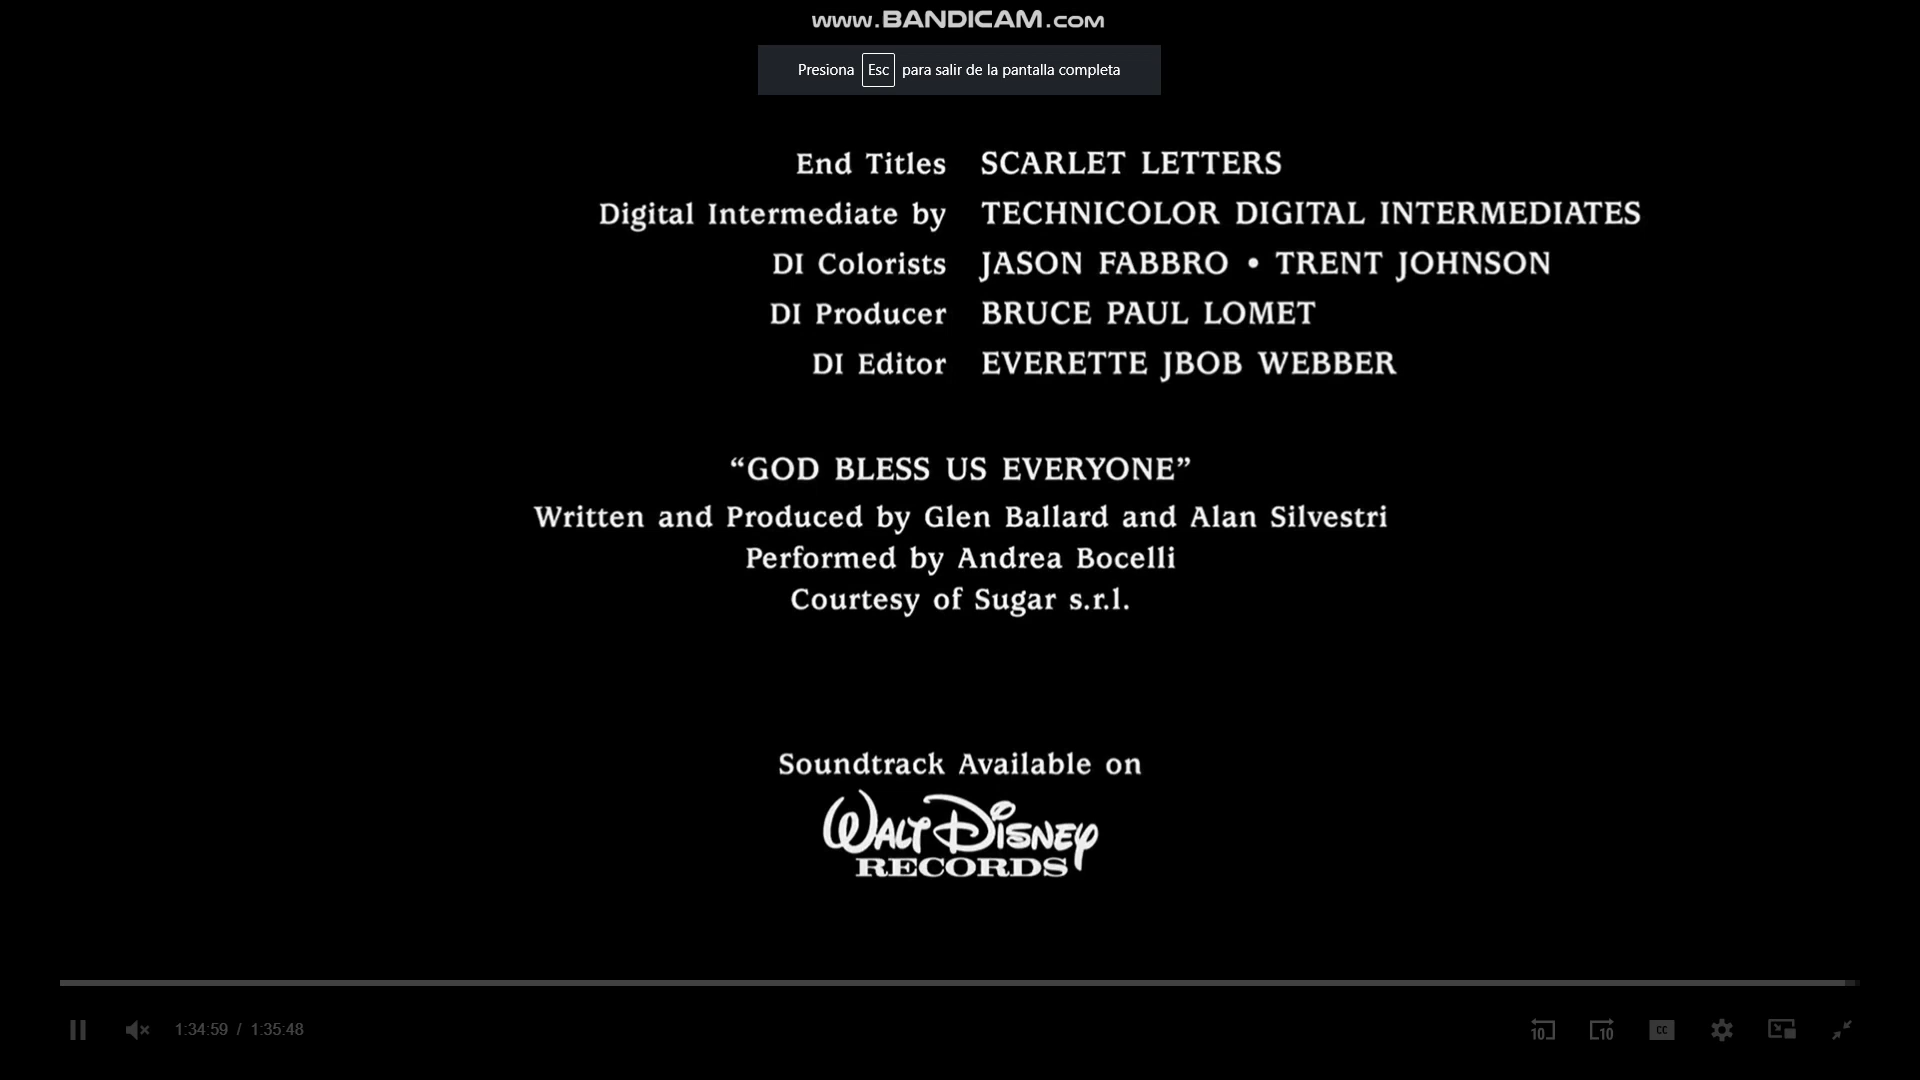 www.BANDICAM.COM
Presiona Esc para salir de la pantalla completa
End Titles SCARLET LETTERS
Digital Intermediate by TECHNICOLOR DIGITAL INTERMEDIATES
DI Colorists JASON FABBRO • TRENT JOHNSON
DI Producer BRUCE PAUL LOMET
DI Editor EVERETTE JBOB WEBBER
“GOD BLESS US EVERYONE”
Written and Produced by Glen Ballard and Alan Silvestri
Performed by Andrea Bocelli
Courtesy of Sugar s.r.l.
Soundtrack Available on
WALT DISNEY
RECORDS
1:34:59 / 1:35:48
10 10 CC